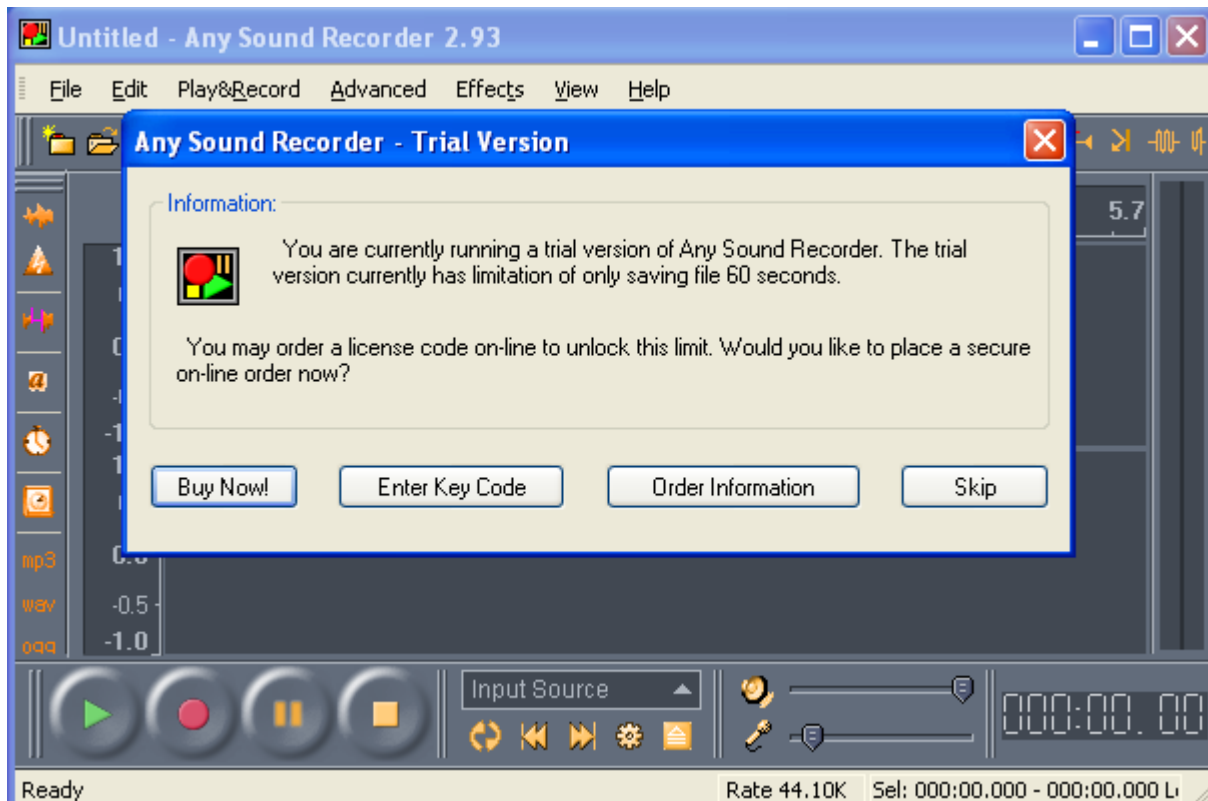 Untitled - Any Sound Recorder 2.93
File Edit Play&Record Advanced Effects View Help
Any Sound Recorder - Trial Version
Information:
5.7
You are currently running a trial version of Any Sound Recorder. The trial
version currently has limitation of only saving file 60 seconds.
You may order a license code on-line to unlock this limit. Would you like to place a secure
on-line order now?
Buy Now! Enter Key Code Order Information Skip
mp3
wav
-0.5
ogg
-1.0
Input Source
000:00. 00
Ready Rate 44.10K Sel: 000:00.000 - 000:00.000